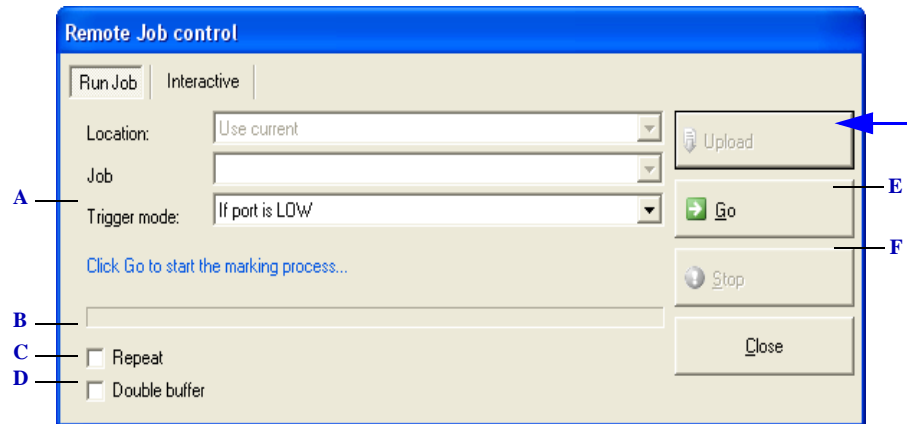 Remote Job control
Run Job Interactive
Location: Use current
Upload
Job
A
E
Trigger mode: If port is LOW
Go
F
Click Go to start the marking process...
Stop
B
Close
C Repeat
D Double buffer